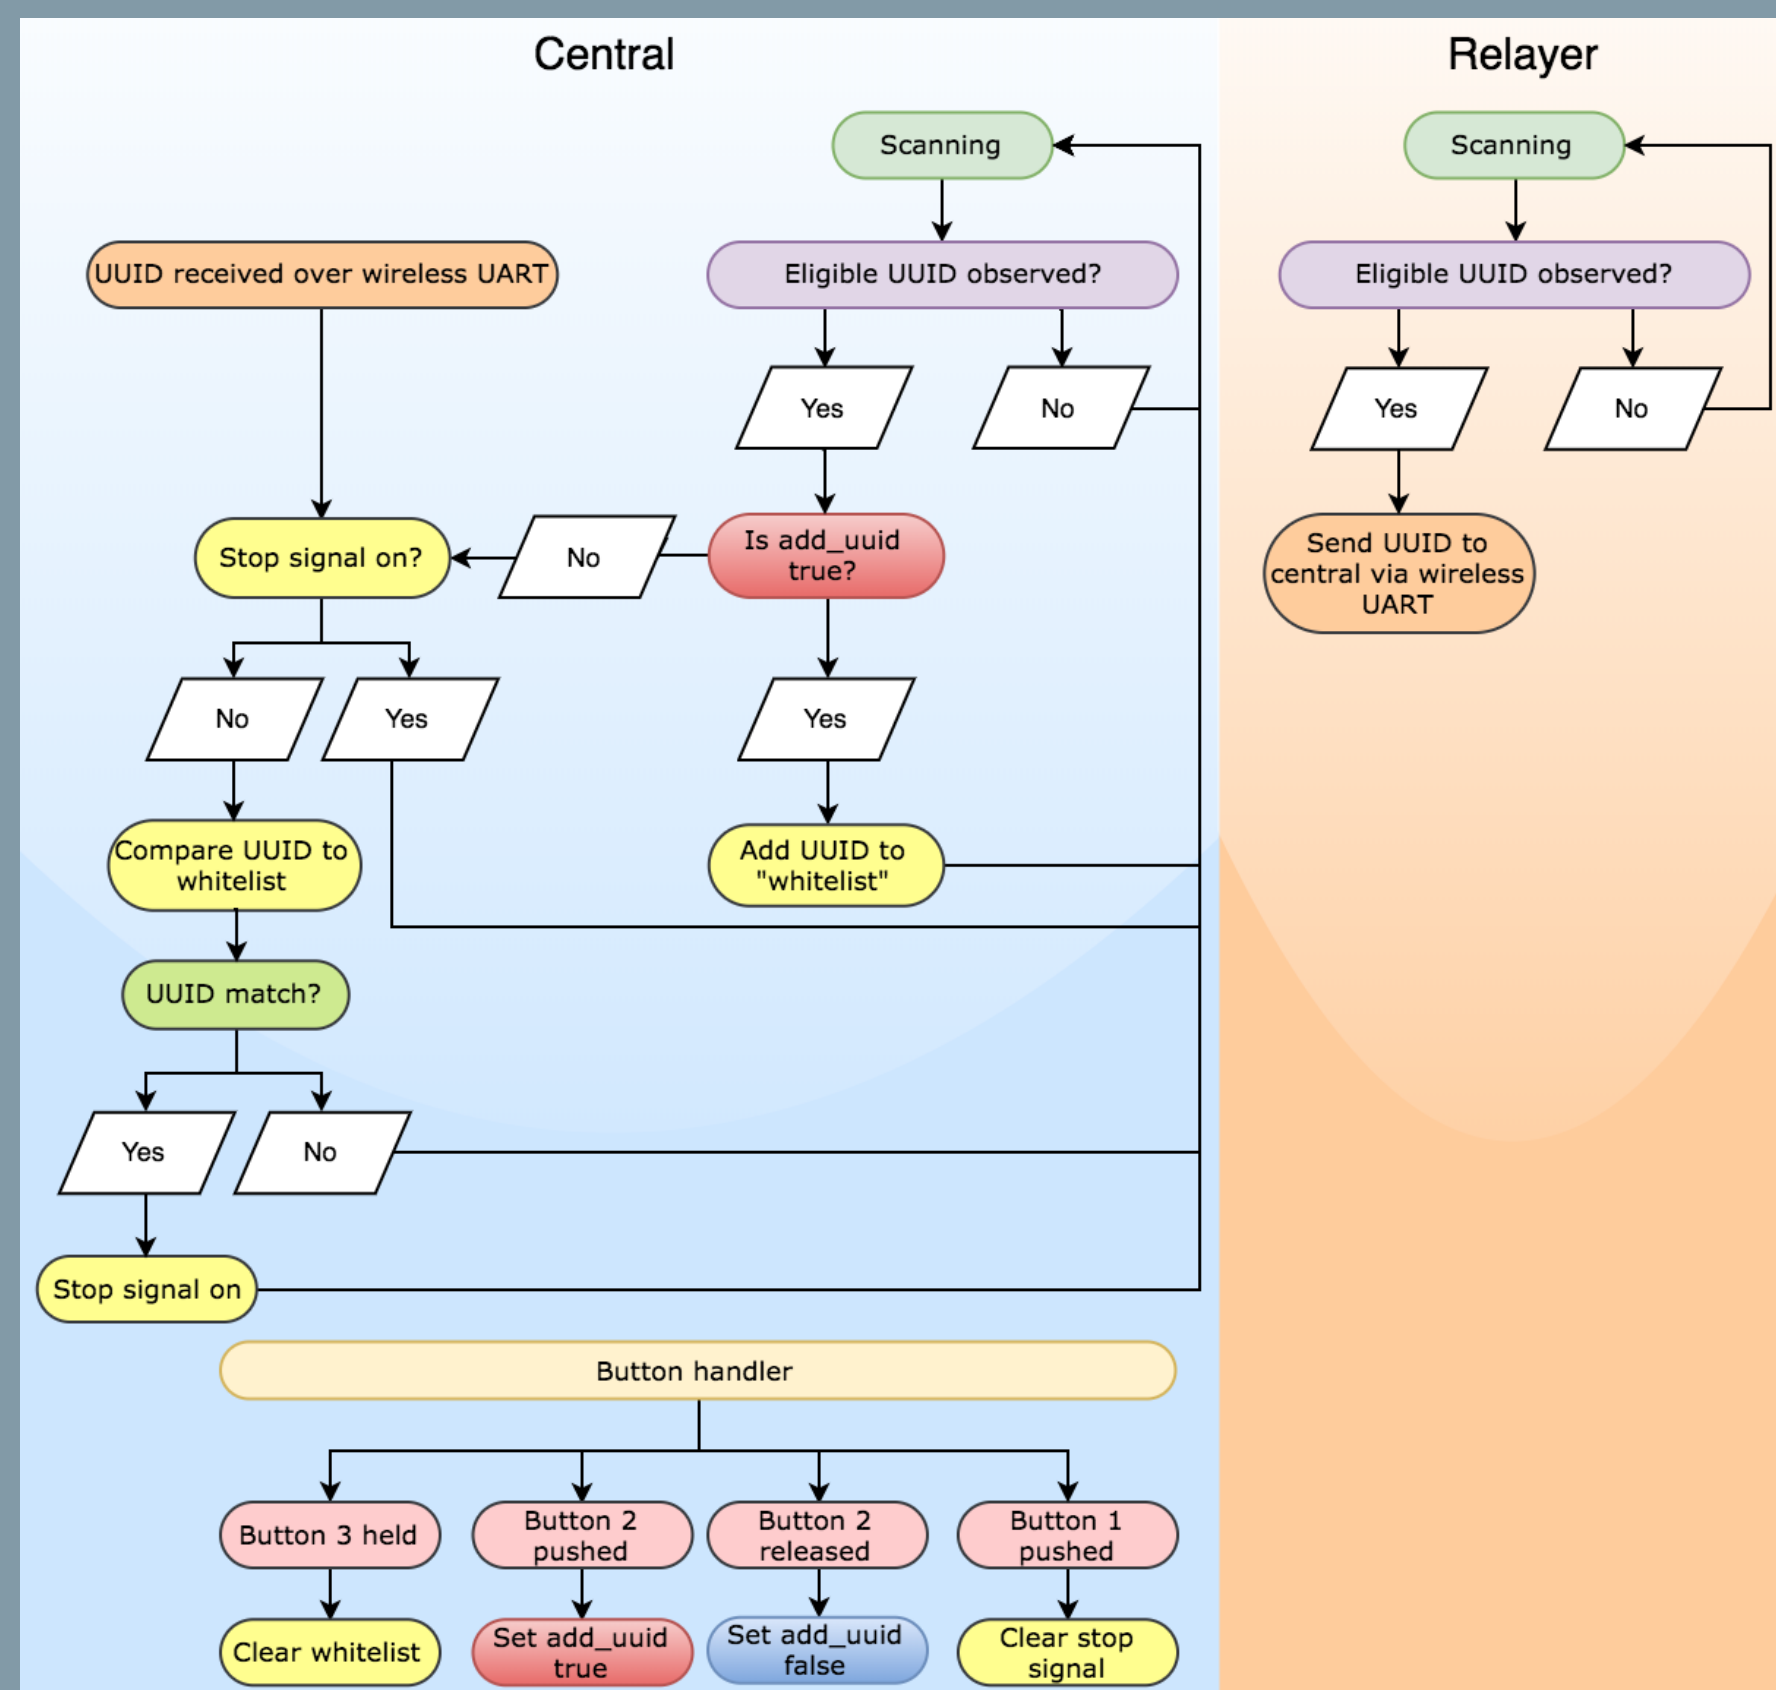 Central
Relayer
Scanning
Scanning
UUID received over wireless UART
Eligible UUID observed?
Eligible UUID observed?
Yes
No
Yes
No
Stop signal on?
No
Is add_uuid
true?
Send UUID to
central via wireless
UART
No
Yes
Yes
Compare UUID to
whitelist
Add UUID to
"whitelist"
UUID match?
Yes
No
Stop signal on
Button handler
Button 3 held
Button 2
pushed
Button 2
released
Button 1
pushed
Clear whitelist
Set add_uuid
true
Set add_uuid
false
Clear stop
signal